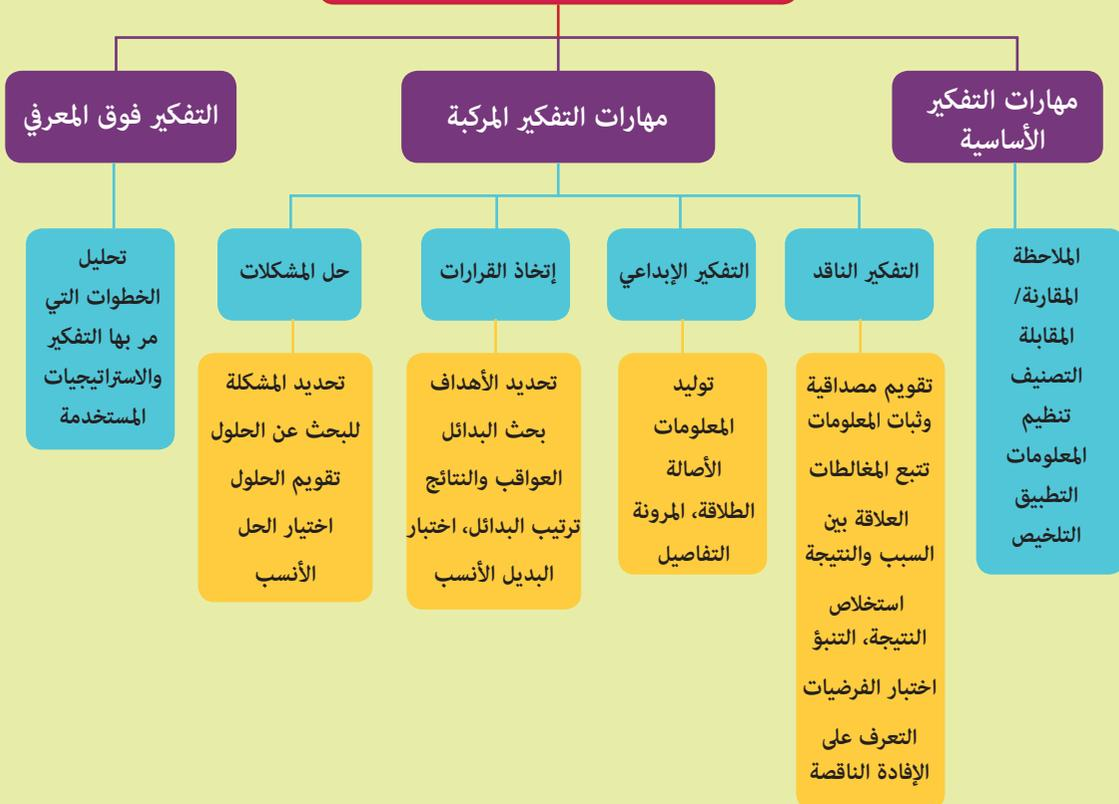 مهارات التفكير
الأساسية
مهارات التفكير المركبة
التفكير فوق المعرفي
الملاحظة
المقارنة/
المقابلة
التصنيف
تنظيم
المعلومات
التطبيق
التلخيص
التفكير الناقد
التفكير الإبداعي
إتخاذ القرارات
حل المشكلات
تحليل
الخطوات التي
مر بها التفكير
والاستراتيجيات
المستخدمة
تقويم مصداقية
وثبات المعلومات
تتبع المغالطات
العلاقة بين
السبب والنتيجة
استخلاص
النتيجة، التنبؤ
اختبار الفرضيات
التعرف على
الإفادة الناقصة
توليد
المعلومات
الأصالة
الطلاقة، المرونة
التفاصيل
تحديد الأهداف
بحث البدائل
العواقب والنتائج
ترتيب البدائل، اختبار
البديل الأنسب
تحديد المشكلة
للبحث عن الحلول
تقويم الحلول
اختيار الحل
الأنسب